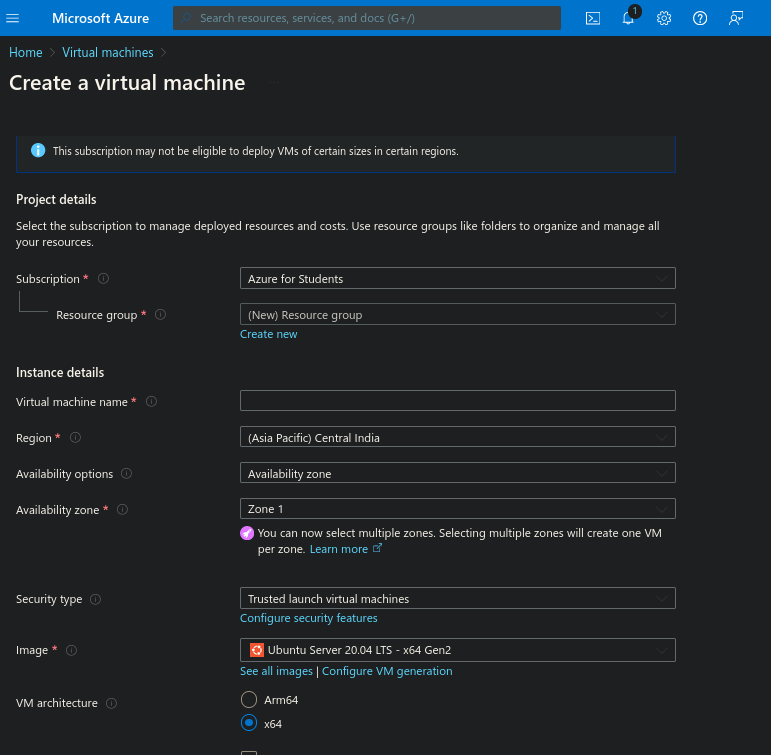 Microsoft Azure
Search resources, services, and docs (G+/)
1
Home > Virtual machines >
Create a virtual machine
This subscription may not be eligible to deploy VMs of certain sizes in certain regions.
Project details
Select the subscription to manage deployed resources and costs. Use resource groups like folders to organize and manage all
your resources.
Subscription *
Azure for Students
Resource group *
(New) Resource group
Create new
Instance details
Virtual machine name *
Region *
(Asia Pacific) Central India
Availability options
Availability zone
Availability zone *
Zone 1
You can now select multiple zones. Selecting multiple zones will create one VM
per zone. Learn more
Security type
Trusted launch virtual machines
Configure security features
Image *
Ubuntu Server 20.04 LTS - x64 Gen2
See all images | Configure VM generation
VM architecture
Arm64
x64